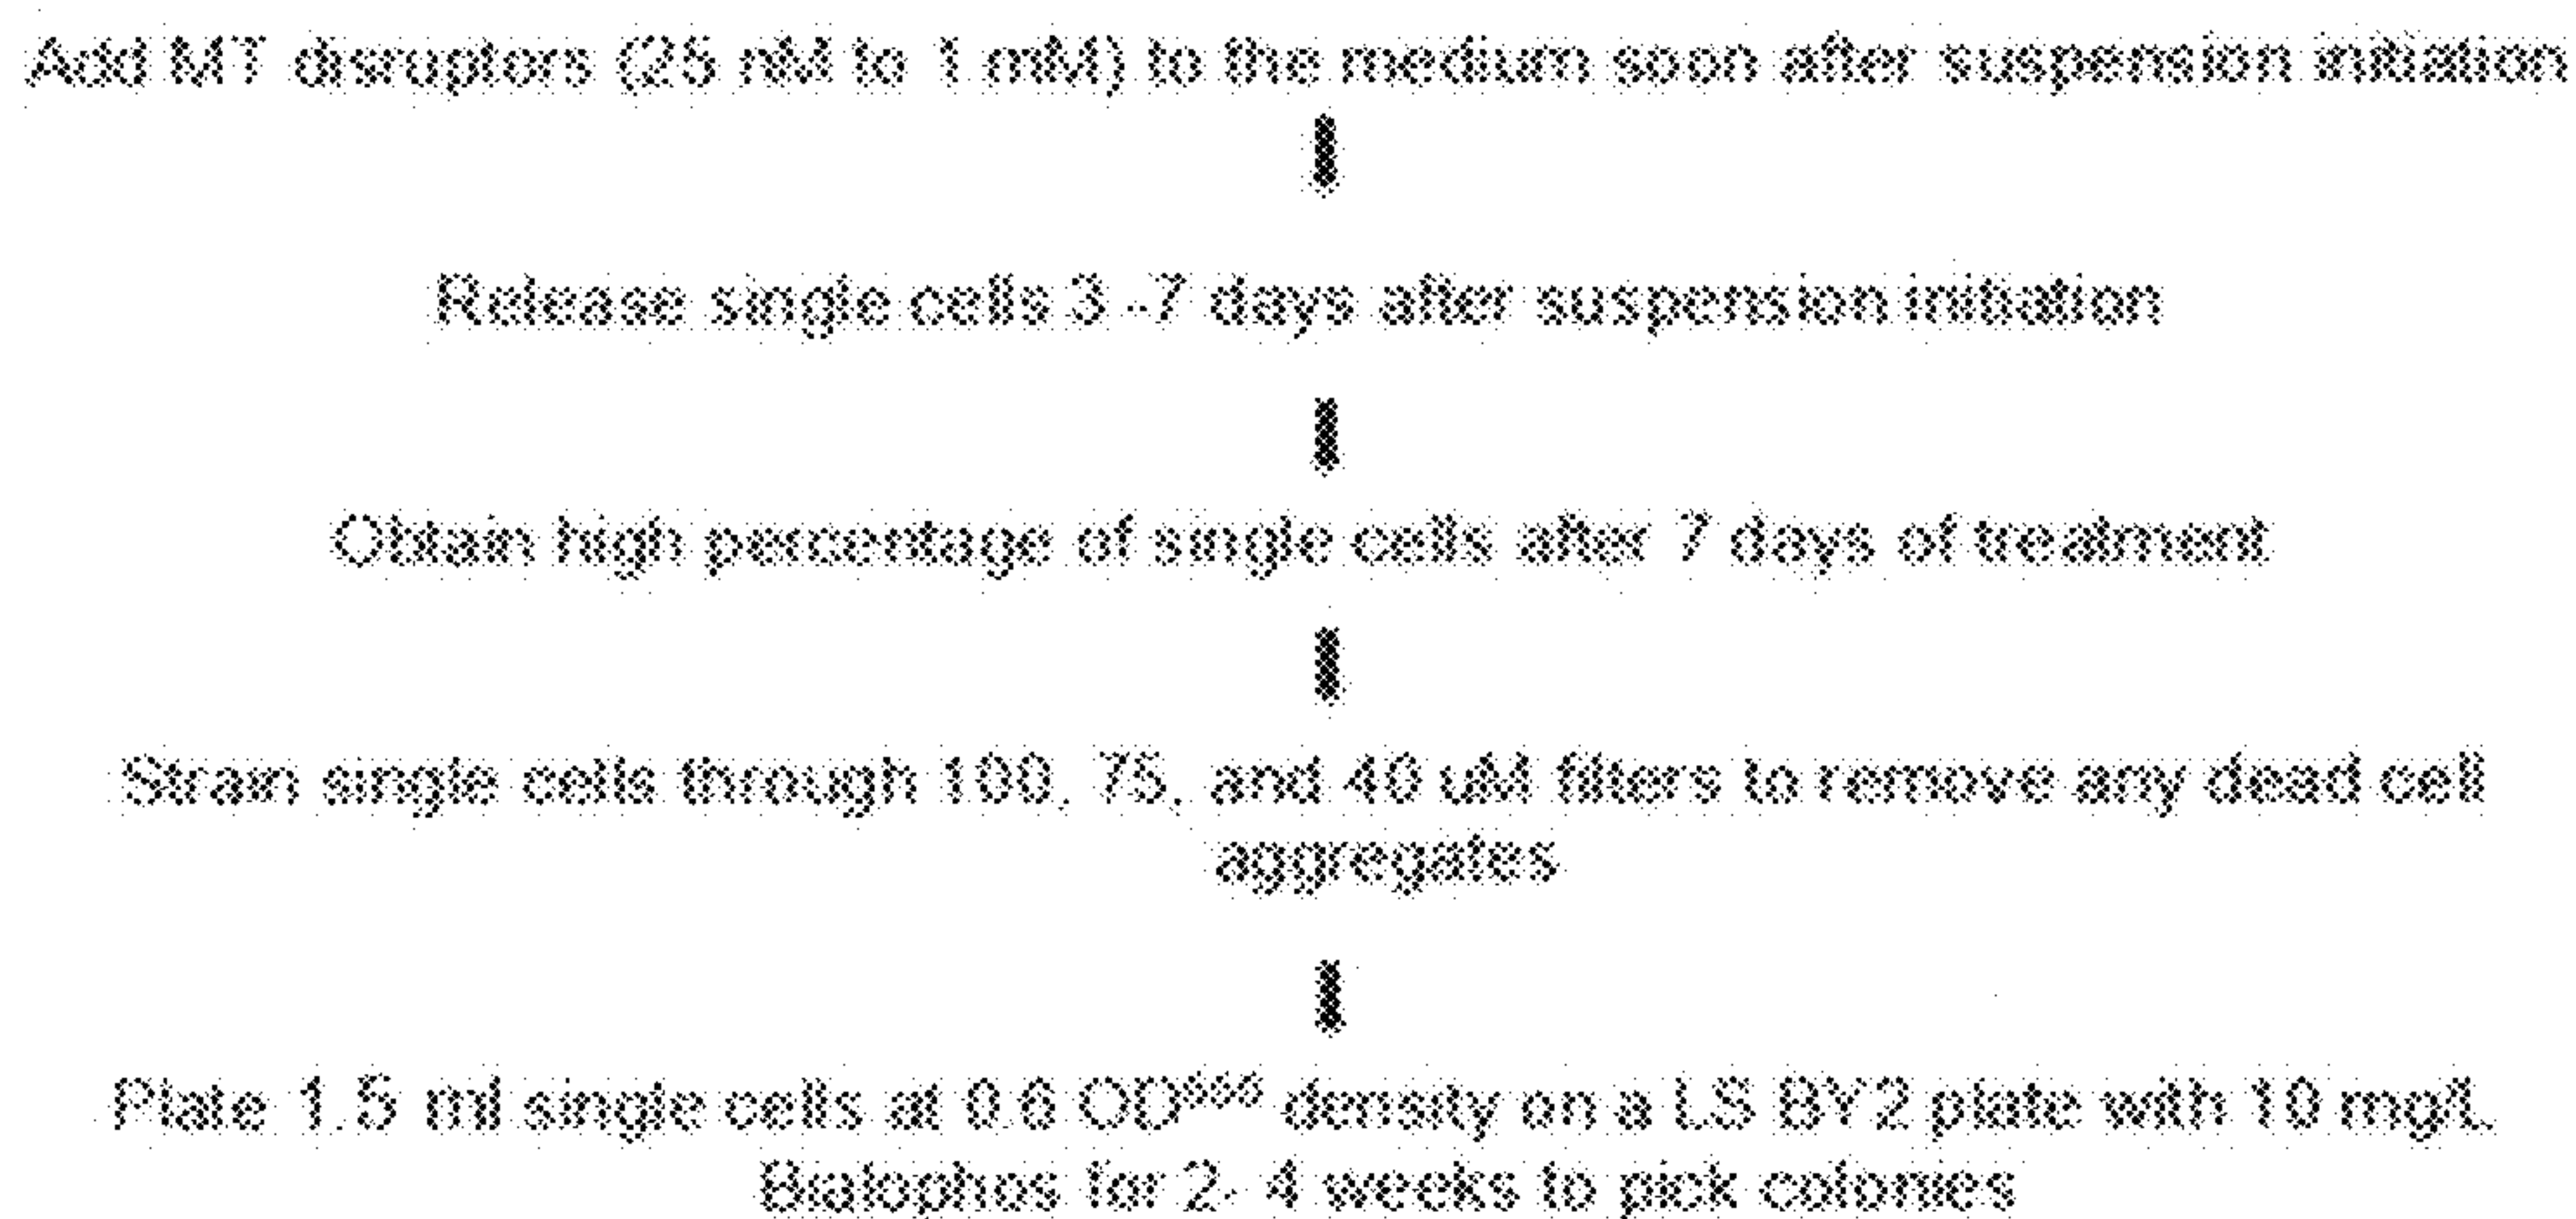 Add MT disruptors (25 nM to 1 mM) to the medium soon after suspension initiation
Release single cells 3 -7 days after suspension initiation
Obtain high percentage of single cells after 7 days of treatment
Strain single cells through 100, 75, and 40 uM filters to remove any dead cell
aggregates
Plate 1.5 ml single cells at 0.6 density on a LS BY2 plate with 10 mg/L
Bialophos for 2- 4 weeks to pick colonies